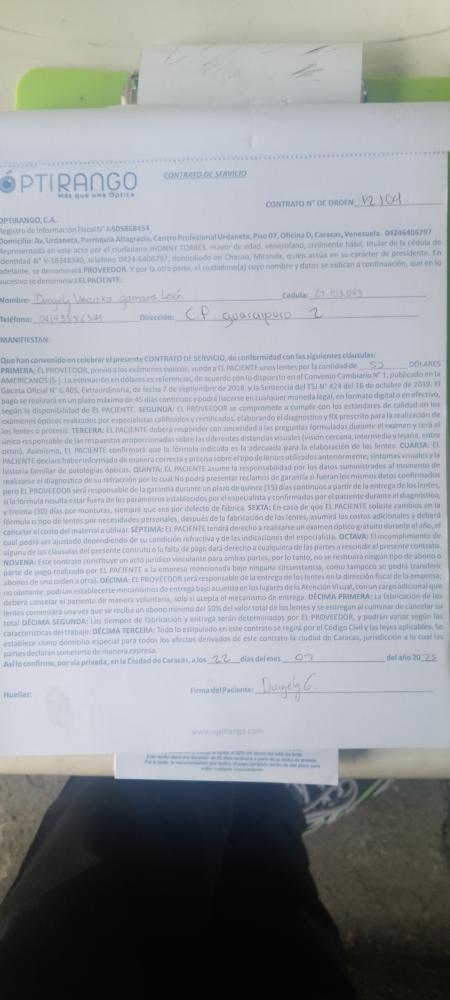 OPTIRANGO
Más que una Óptica
CONTRATO DE SERVICIO
CONTRATO N° DE ORDEN 12104
OPTIRANGO, C.A.
Registro de Información Fiscal N° J-505868454
Domicilio: Av. Urdaneta, Parroquia Altagracia, Centro Profesional Urdaneta, Piso 07, Oficina D, Caracas, Venezuela. 04246406797
Representada en este acto por el ciudadano JHONNY TORRES, mayor de edad, venezolano, civilmente hábil, titular de la cédula de
identidad N° V-18348340, teléfono 0424-6406797, domiciliado en Chacao, Miranda, quien actúa en su carácter de presidente. En
adelante, se denominará PROVEEDOR. Y por la otra parte, el ciudadano(a) cuyo nombre y datos se indican a continuación, que en lo
sucesivo se denominará EL PACIENTE:
Nombre: León Cédula:
Teléfono: Dirección: CP guaicaipuro 2
MANIFIESTAN:
Que han convenido en celebrar el presente CONTRATO DE SERVICIO, de conformidad con las siguientes cláusulas:
PRIMERA: EL PROVEEDOR, previo a los exámenes ópticos, vende a EL PACIENTE unos lentes por la cantidad de 55 DÓLARES
AMERICANOS ($-). La estimación en dólares es referencial, de acuerdo con lo dispuesto en el Convenio Cambiario N° 1, publicado en la
Gaceta Oficial N° 6.405, Extraordinaria, de fecha 7 de septiembre de 2018, y la Sentencia del TSJ N° 424 del 16 de octubre de 2019. El
pago se realizará en un plazo máximo de 45 días continuos y podrá hacerse en cualquier moneda legal, en formato digital o en efectivo,
según la disponibilidad de EL PACIENTE. SEGUNDA: EL PROVEEDOR se compromete a cumplir con los estándares de calidad en los
exámenes ópticos realizados por especialistas calificados y certificados, elaborando el diagnóstico y RX prescrito para la realización de
los lentes o prótesis. TERCERA: EL PACIENTE deberá responder con sinceridad a las preguntas formuladas durante el examen y será el
único responsable de las respuestas proporcionadas sobre las diferentes distancias visuales (visión cercana, intermedia y lejana, entre
otras). Asimismo, EL PACIENTE confirmará que la fórmula indicada es la adecuada para la elaboración de los lentes. CUARTA: EL
PACIENTE declara haber informado de manera correcta y precisa sobre el tipo de lentes utilizados anteriormente, síntomas visuales y la
historia familiar de patologías ópticas. QUINTA: EL PACIENTE asume la responsabilidad por los datos suministrados al momento de
realizarse el diagnóstico de su refracción por lo cual No podrá presentar reclamos de garantía si fueran los mismos datos confirmados
pero EL PROVEEDOR será responsable de la garantía durante un plazo de quince (15) días continuos a partir de la entrega de los lentes,
si la fórmula resulta estar fuera de los parámetros establecidos por el especialista y confirmados por el paciente durante el diagnóstico,
y treinta (30) días por monturas, siempre que sea por defecto de fábrica. SEXTA: En caso de que EL PACIENTE solicite cambios en la
fórmula o tipo de lentes por necesidades personales, después de la fabricación de los lentes, asumirá los costos adicionales y deberá
cancelar el costo del material a utilizar. SÉPTIMA: EL PACIENTE tendrá derecho a realizarse un examen óptico gratuito durante el año, el
cual podrá ser ajustado dependiendo de su condición refractiva y de las indicaciones del especialista. OCTAVA: El incumplimiento de
alguna de las cláusulas del presente contrato o la falta de pago dará derecho a cualquiera de las partes a rescindir el presente contrato.
NOVENA: Este contrato constituye un acto jurídico vinculante para ambas partes, por lo tanto, no se restituirá ningún tipo de abono o
parte de pago realizado por EL PACIENTE a la empresa mencionada bajo ninguna circunstancia, como tampoco se podrá transferir
abonos de una orden a otra). DÉCIMA: EL PROVEEDOR será responsable de la entrega de los lentes en la dirección fiscal de la empresa;
no obstante, podrían establecerse mecanismos de entrega bajo acuerdo en los lugares de la Atención Visual, con un cargo adicional que
deberá cancelar el paciente de manera voluntaria, solo si acepta el mecanismo de entrega. DÉCIMA PRIMERA: La fabricación de los
lentes comenzará una vez que se reciba un abono mínimo del 50% del valor total de los lentes y se entregan al culminar de cancelar su
total DÉCIMA SEGUNDA: Los tiempos de fabricación y entrega serán determinados por EL PROVEEDOR, y podrán variar según las
características del trabajo. DÉCIMA TERCERA: Todo lo estipulado en este contrato se regirá por el Código Civil y las leyes aplicables. Se
establece como domicilio especial para todos los efectos derivados de este contrato la ciudad de Caracas, jurisdicción a la cual las
partes declaran someterse de manera expresa.
Así lo confirmo, por vía privada, en la Ciudad de Caracas, a los 22 días del mes 07 del año 2025
Huellas: Firma del Paciente: Dangely G.
www.optirango.com